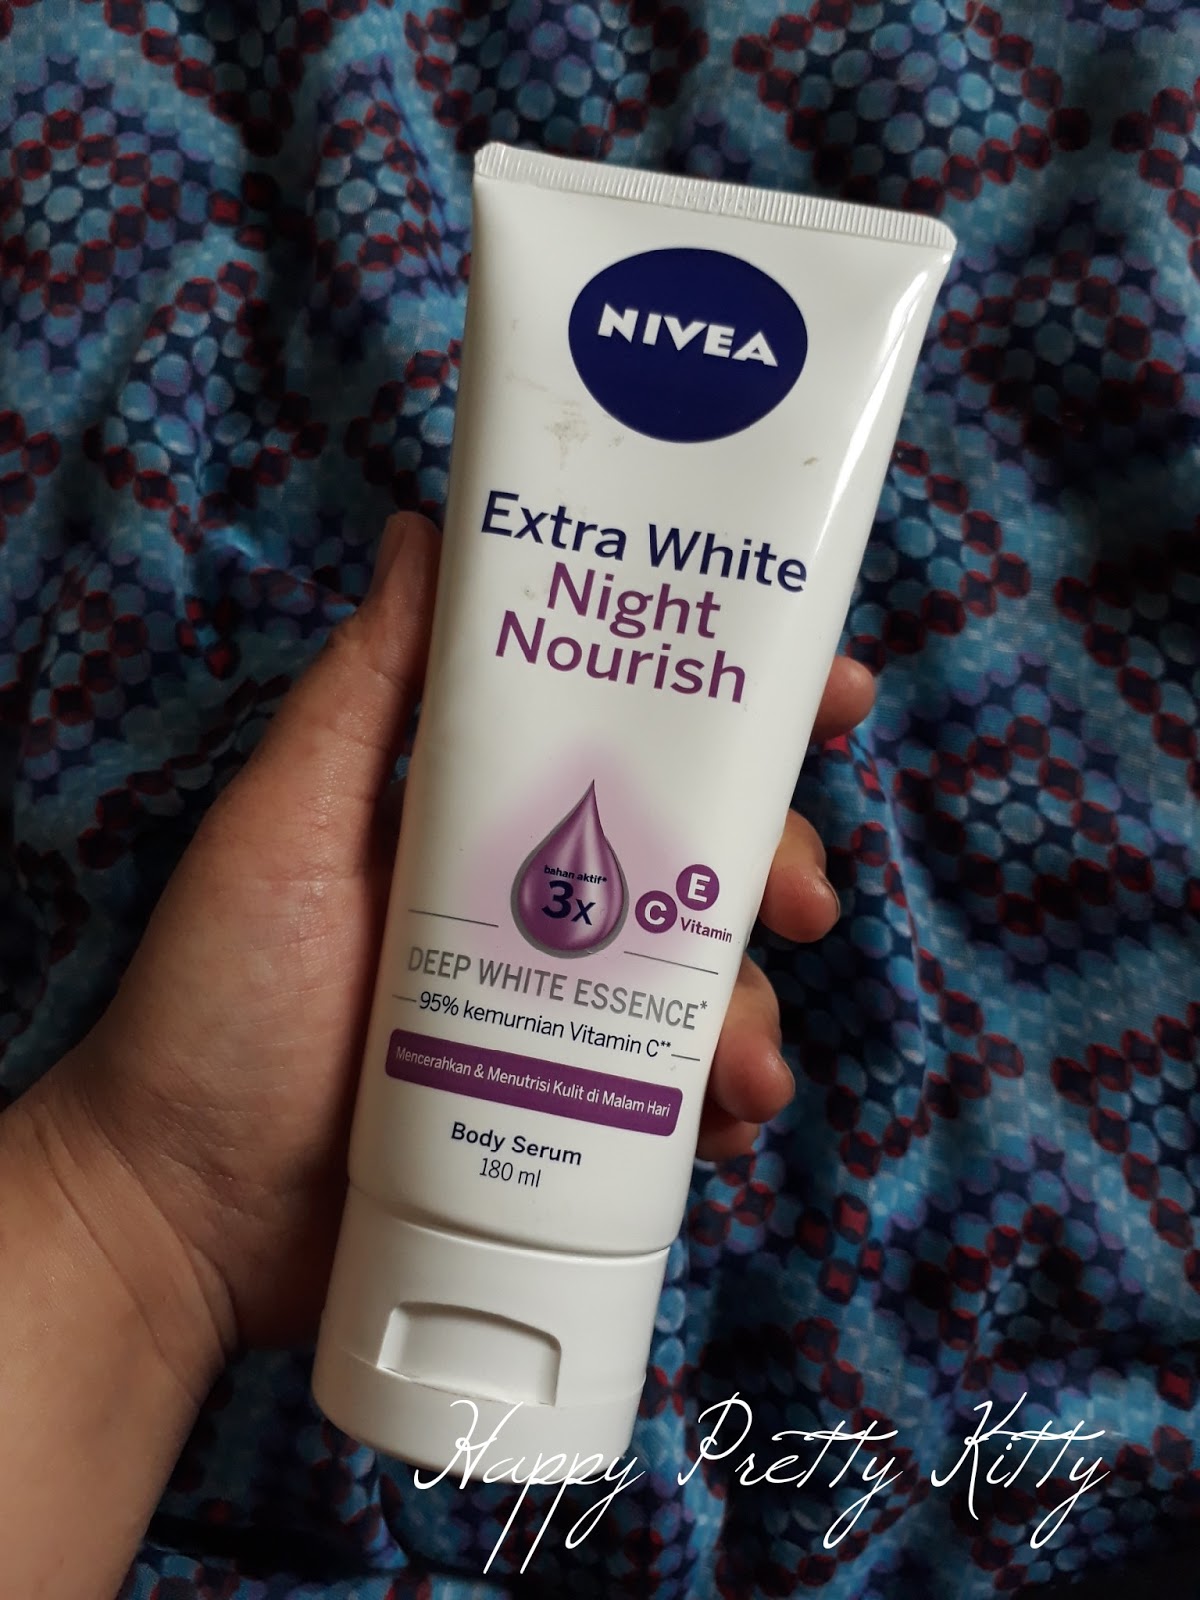 NIVEA
Extra White
Night
Nourish
bahan aktif*
3x
E
C
Vitamin
DEEP WHITE ESSENCE*
95% kemurnian Vitamin C**
Mencerahkan & Menutrisi Kulit di Malam Hari
Body Serum
180 ml
Happy Pretty Kitty